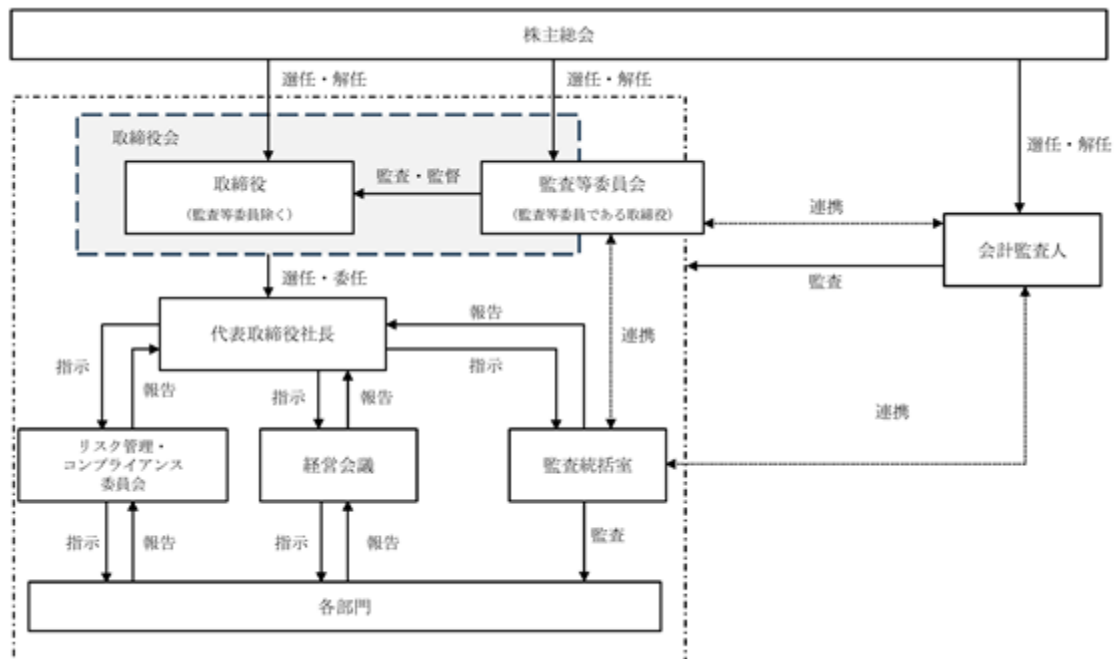 株主総会
選任・解任
選任・解任
選任・解任
取締役会
取締役
（監査等委員除く）
監査・監督
監査等委員会
（監査等委員である取締役）
連携
会計監査人
監査
選任・委任
代表取締役社長
報告
指示
連携
指示
報告
指示
報告
連携
リスク管理・
コンプライアンス
委員会
経営会議
監査統括室
指示
報告
指示
報告
監査
各部門